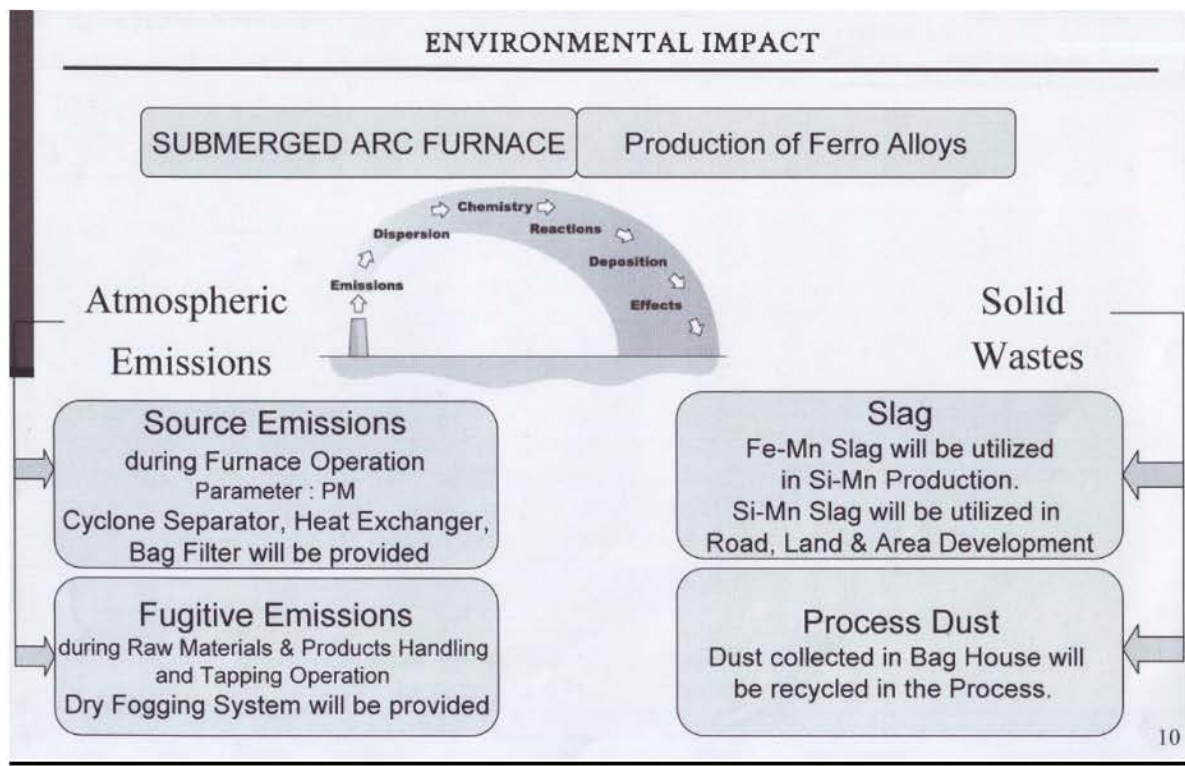 ENVIRONMENTAL IMPACT
SUBMERGED ARC FURNACE
Production of Ferro Alloys
Chemistry
Dispersion
Reactions
Deposition
Emissions
Effects
Atmospheric
Emissions
Solid
Wastes
Source Emissions
during Furnace Operation
Parameter : PM
Cyclone Separator, Heat Exchanger,
Bag Filter will be provided
Fugitive Emissions
during Raw Materials & Products Handling
and Tapping Operation
Dry Fogging System will be provided
Slag
Fe-Mn Slag will be utilized
in Si-Mn Production.
Si-Mn Slag will be utilized in
Road, Land & Area Development
Process Dust
Dust collected in Bag House will
be recycled in the Process.
10